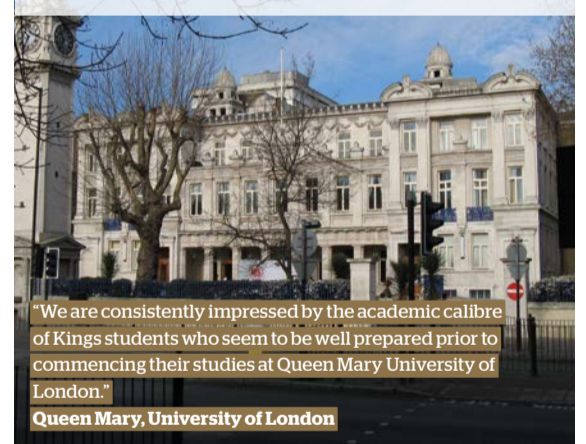 “We are consistently impressed by the academic calibre
of Kings students who seem to be well prepared prior to
commencing their studies at Queen Mary University of
London.”
Queen Mary, University of London